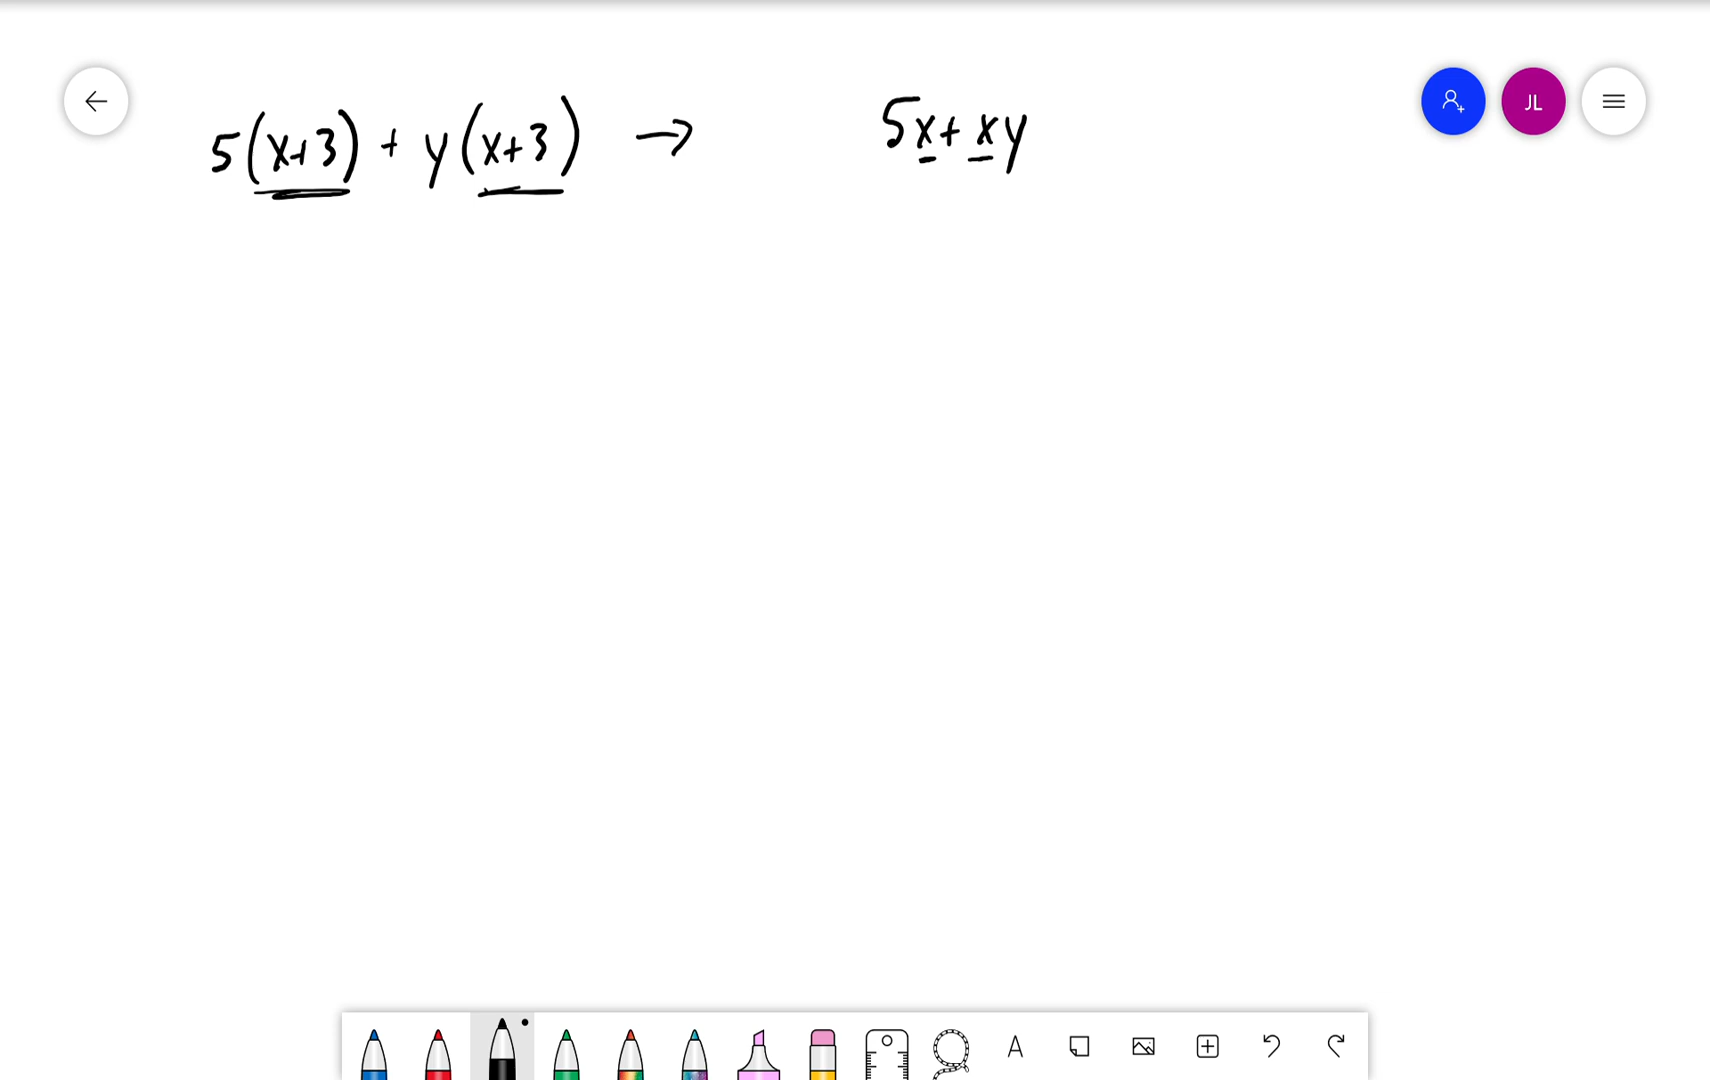 5(x+3) + y(x+3) → 5x+xy
JL
A